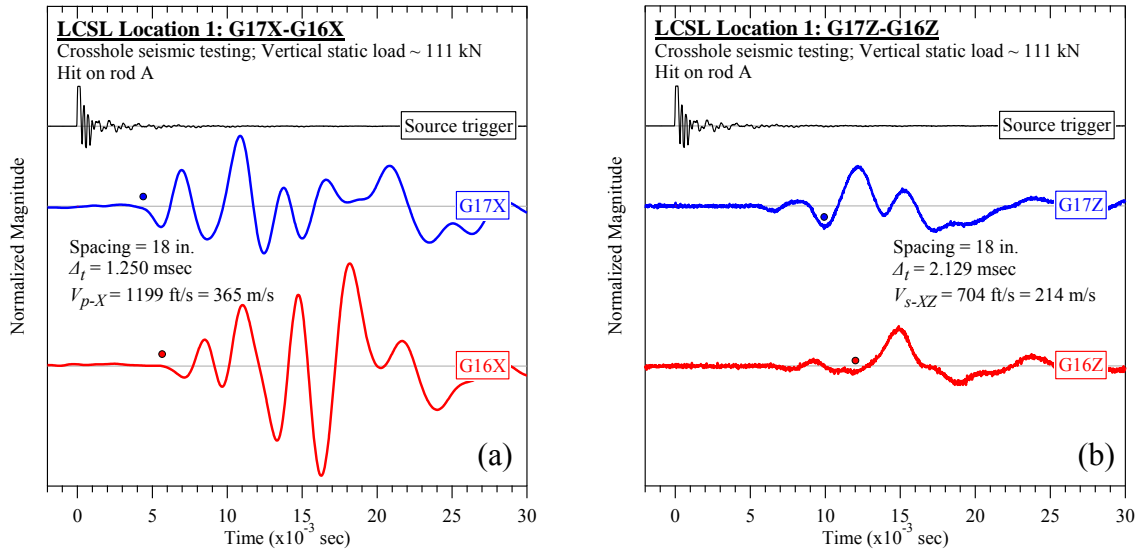 LCSL Location 1: G17X-G16X
Crosshole seismic testing; Vertical static load ~ 111 kN
Hit on rod A
Source trigger
G17X
Spacing = 18 in.
Δt = 1.250 msec
Vp-X = 1199 ft/s = 365 m/s
G16X
(a)
Normalized Magnitude
0 5 10 15 20 25 30
Time (x10-3 sec)
LCSL Location 1: G17Z-G16Z
Crosshole seismic testing; Vertical static load ~ 111 kN
Hit on rod A
Source trigger
G17Z
Spacing = 18 in.
Δt = 2.129 msec
Vs-XZ = 704 ft/s = 214 m/s
G16Z
(b)
Normalized Magnitude
0 5 10 15 20 25 30
Time (x10-3 sec)